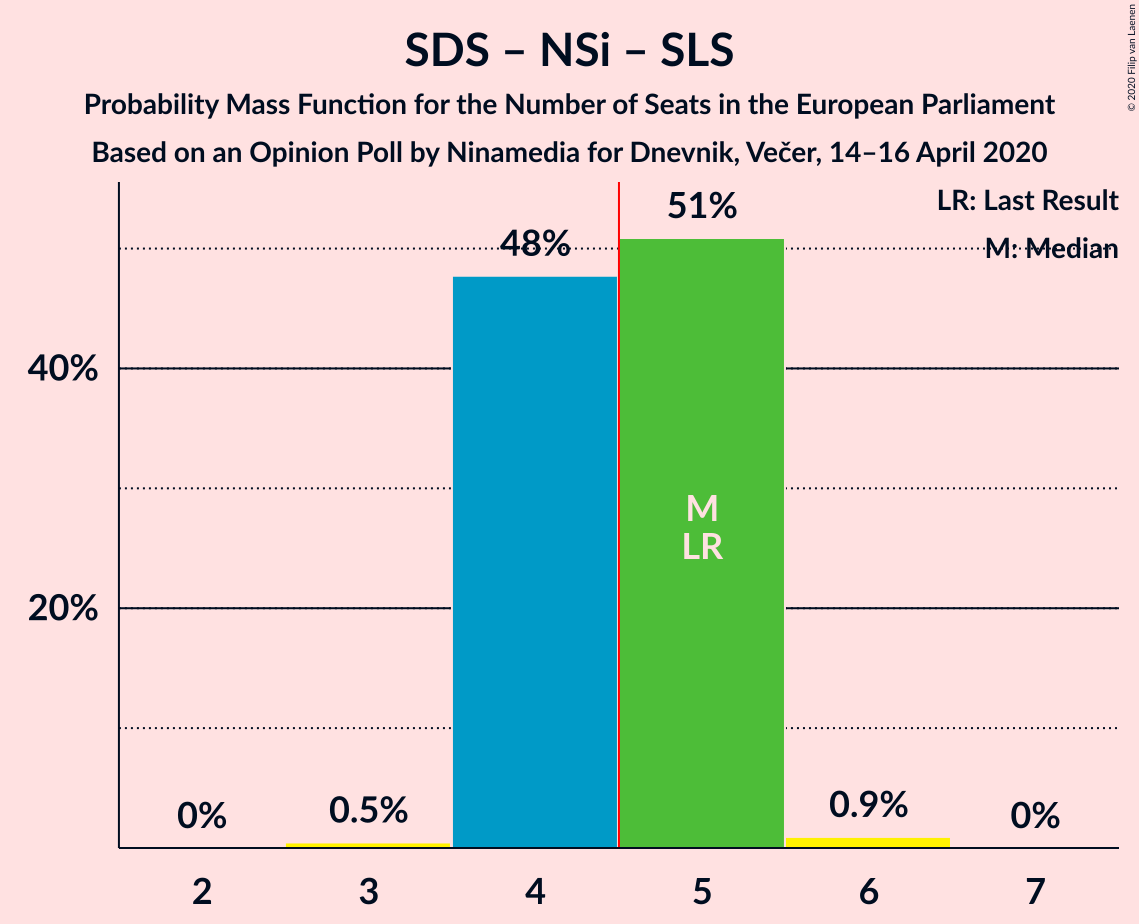 SDS – NSi – SLS
Probability Mass Function for the Number of Seats in the European Parliament
Based on an Opinion Poll by Ninamedia for Dnevnik, Večer, 14–16 April 2020
© 2020 Filip van Laenen
LR: Last Result
M: Median
51%
48%
40%
M
LR
20%
0%
0.5%
0.9%
0%
2
3
4
5
6
7